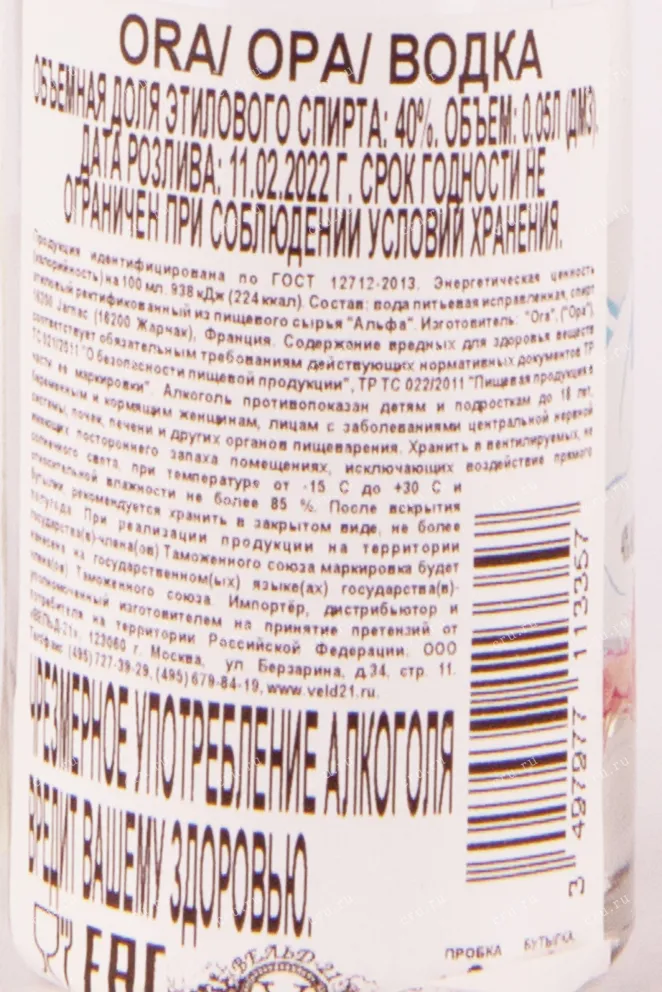 ORA/ ОРА/ ВОДКА
ОБЪЕМНАЯ ДОЛЯ ЭТИЛОВОГО СПИРТА: 40%. ОБЪЕМ: 0.05Л (ДМ3).
ДАТА РОЗЛИВА: 11.02.2022 Г. СРОК ГОДНОСТИ НЕ
ОГРАНИЧЕН ПРИ СОБЛЮДЕНИИ УСЛОВИЙ ХРАНЕНИЯ.
Продукция идентифицирована по ГОСТ 12712-2013. Энергетическая ценность
(калорийность) на 100 мл. 938 кДж (224 ккал). Состав: вода питьевая исправленная, спирт
этиловый ректификованный из пищевого сырья "Альфа". Изготовитель: "Ora". ("Ора").
16200 Jarnac (16200 Жарнак), Франция. Содержание вредных для здоровья веществ
соответствует обязательным требованиям действующих нормативных документов ТР
ТС 021/2011 "О безопасности пищевой продукции", ТР ТС 022/2011 "Пищевая продукция в
части ее маркировки". Алкоголь противопоказан детям и подросткам до 18 лет,
беременным и кормящим женщинам, лицам с заболеваниями центральной нервной
системы, почек, печени и других органов пищеварения. Хранить в вентилируемых, не
имеющих постороннего запаха помещениях, исключающих воздействие прямого
солнечного света, при температуре от -15 С до +30 С и
относительной влажности не более 85 %. После вскрытия
бутылки, рекомендуется хранить в закрытом виде, не более
полугода. При реализации продукции на территории
государства(в)-члена(ов) Таможенного союза маркировка будет
нанесена на государственном(ых) языке(ах) государства(в)-
члена(ов) Таможенного союза. Импортёр, дистрибьютор и
уполномоченный изготовителем на принятие претензий от
потребителя на территории Российской Федерации, ООО
«ВЕЛЬД-21», 123060 г. Москва, ул Берзарина, д.34, стр. 11.
Тел/факс (495) 727-39-29, (495) 679-84-19, www.veld21.ru.
ЧРЕЗМЕРНОЕ УПОТРЕБЛЕНИЕ АЛКОГОЛЯ
ВРЕДИТ ВАШЕМУ ЗДОРОВЬЮ.
3 497977 113357
EAC
ВЕЛЬД-21
ПРОБКА БУТЫЛКА